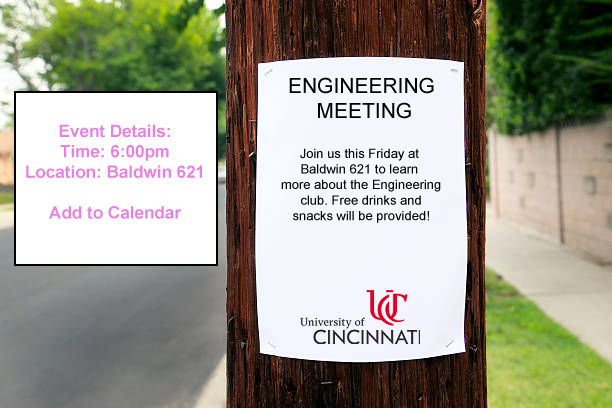 Event Details:
Time: 6:00pm
Location: Baldwin 621
Add to Calendar
ENGINEERING
MEETING
Join us this Friday at
Baldwin 621 to learn
more about the Engineering
club. Free drinks and
snacks will be provided!
UC
University of
CINCINNATI